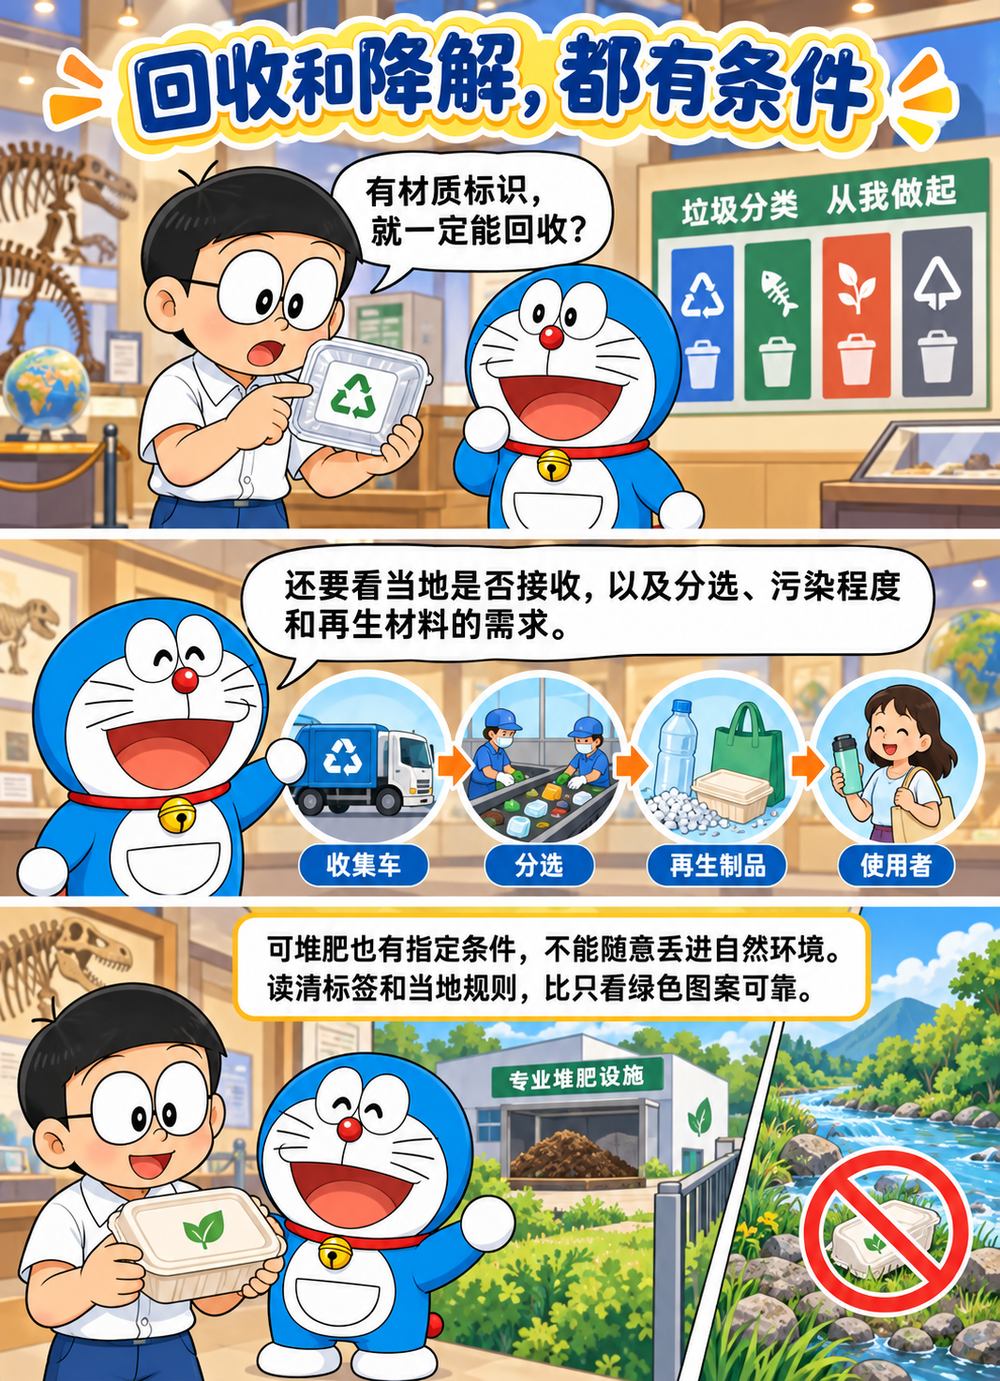 回收和降解，都有条件
有材质标识，
就一定能回收？
垃圾分类 从我做起
还要看当地是否接收，以及分选、污染程度
和再生材料的需求。
收集车
分选
再生制品
使用者
可堆肥也有指定条件，不能随意丢进自然环境。
读清标签和当地规则，比只看绿色图案可靠。
专业堆肥设施